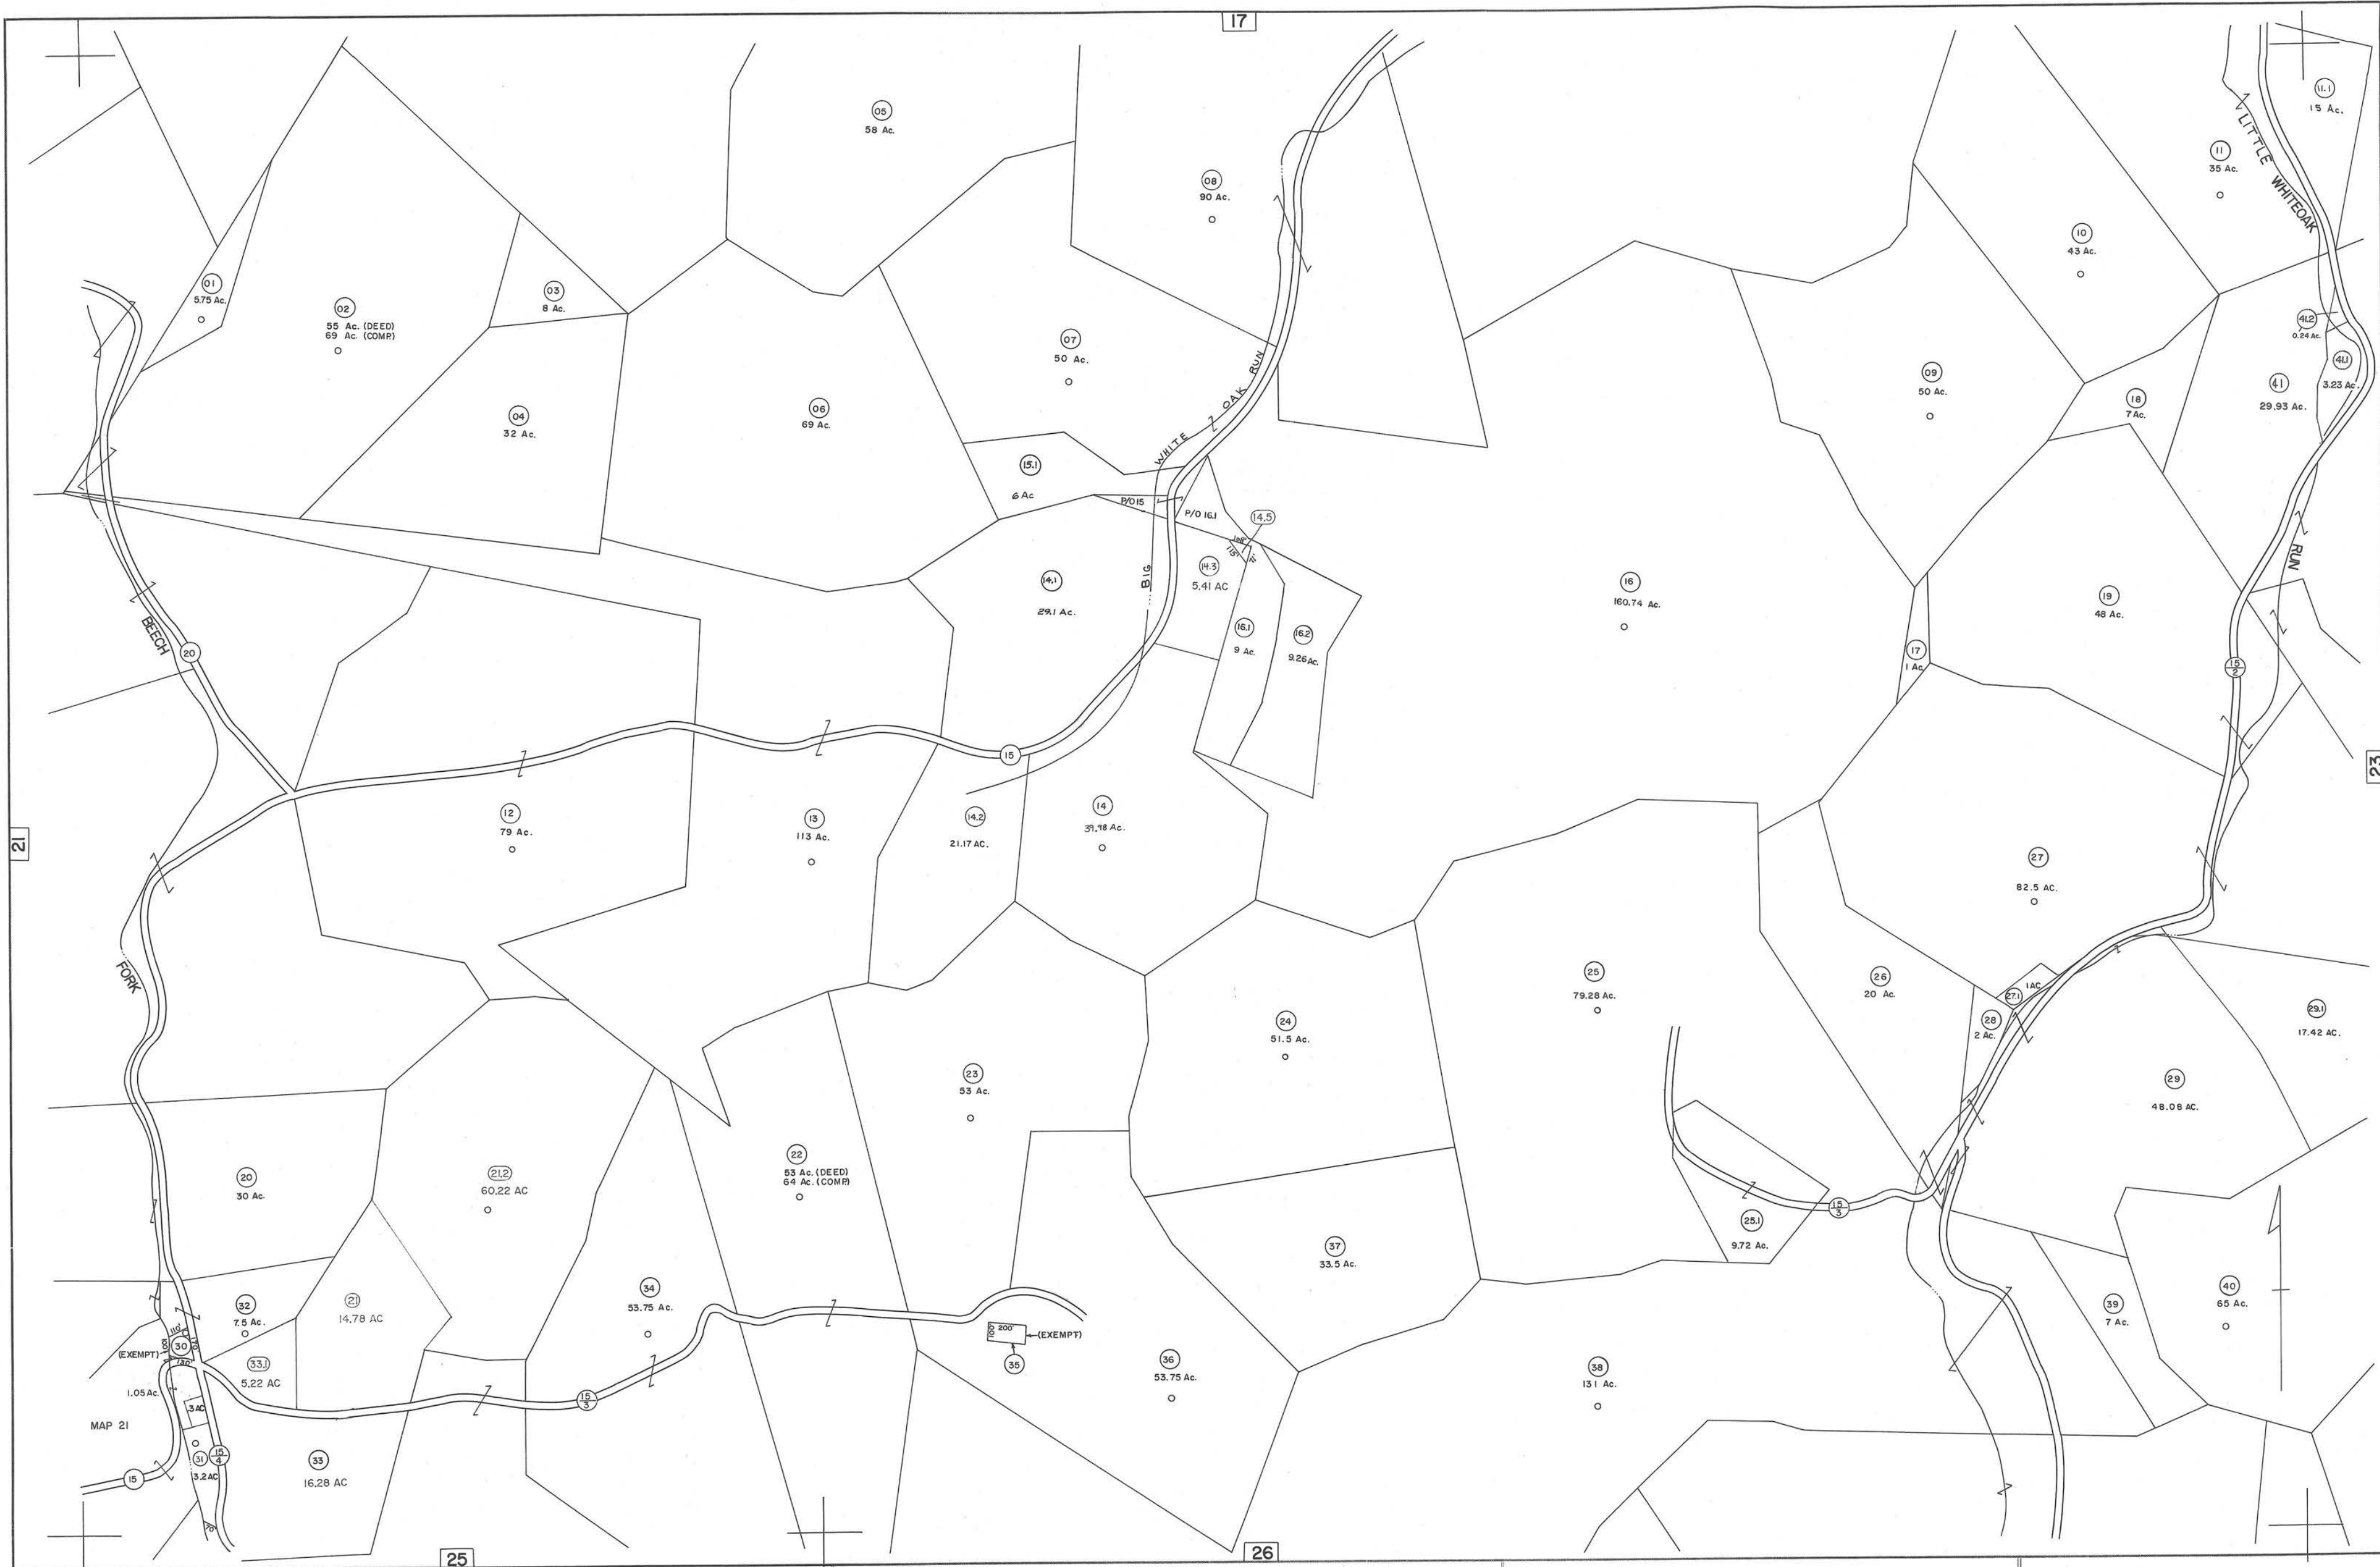 17
05
58 Ac.
11.1
15 Ac.
LITTLE WHITEOAK
11
35 Ac.
08
90 Ac.
10
43 Ac.
01
5.75 Ac.
03
8 Ac.
02
55 Ac. (DEED)
69 Ac. (COMP.)
41.2
0.24 Ac.
07
50 Ac.
41.1
3.23 Ac.
09
50 Ac.
41
29.93 Ac.
18
7 Ac.
04
32 Ac.
06
69 Ac.
BIG WHITE OAK RUN
15.1
6 Ac
P/O 15
P/O 16.1
14.5
108'
115'
RUN
14.3
5.41 AC
14.1
29.1 Ac.
16
160.74 Ac.
19
48 Ac.
BEECH
20
16.1
9 Ac.
16.2
9.26 Ac.
17
1 Ac.
15
2
15
23
12
79 Ac.
13
113 Ac.
14.2
21.17 AC.
14
39.98 Ac.
21
27
82.5 AC.
FORK
25
79.28 Ac.
26
20 Ac.
1 AC
27.1
28
2 Ac.
29.1
17.42 AC.
24
51.5 Ac.
23
53 Ac.
29
48.08 AC.
22
53 Ac. (DEED)
64 Ac. (COMP.)
20
30 Ac.
21.2
60.22 AC
15
3
25.1
9.72 Ac.
37
33.5 Ac.
34
53.75 Ac.
40
65 Ac.
39
7 Ac.
32
7.5 Ac.
21
14.78 AC
110'
100'
170'
30
130'
(EXEMPT)
100'
200'
(EXEMPT)
35
33.1
5.22 AC
36
53.75 Ac.
38
131 Ac.
1.05 Ac.
.3 AC
15
3
MAP 21
31
3.2 AC
15
4
33
16.28 AC
15
70'
25
26